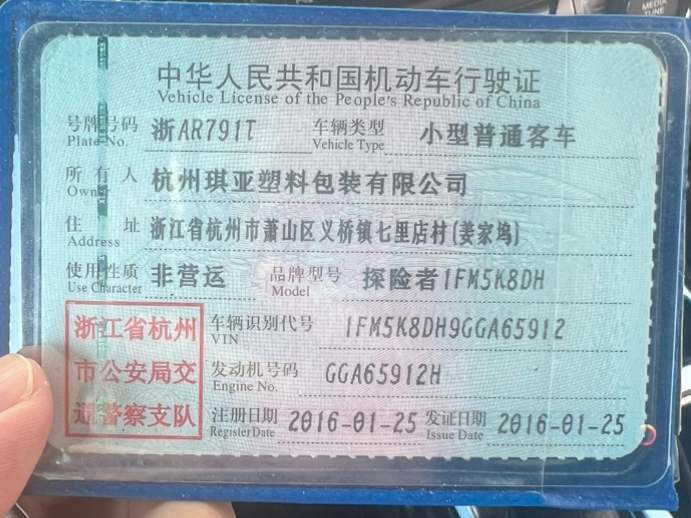 MEDIA
TUNE
中华人民共和国机动车行驶证
Vehicle License of the People's Republic of China
号牌号码 浙AR791T 车辆类型 小型普通客车
Plate No. Vehicle Type
所有人 杭州琪亚塑料包装有限公司
Owner
住址 浙江省杭州市萧山区义桥镇七里店村(姜家坞)
Address
使用性质 非营运 品牌型号 探险者1FM5K8DH
Use Character Model
浙江省杭州 车辆识别代号 1FM5K8DH9GGA65912
VIN
市公安局交 发动机号码 GGA65912H
Engine No.
通警察支队 注册日期 2016-01-25 发证日期 2016-01-25
Register Date Issue Date